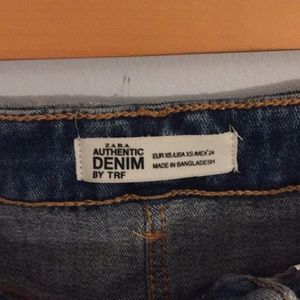 ZARA
AUTHENTIC
DENIM
BY TRF
EUR XS/USA XS /MEX 24
MADE IN BANGLADESH